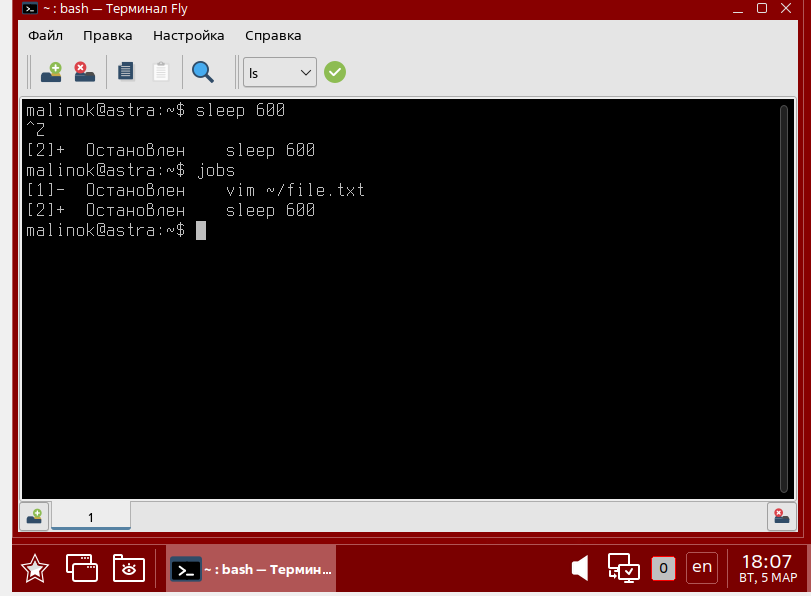 ~ : bash — Терминал Fly
Файл Правка Настройка Справка
ls
malinok@astra:~$ sleep 600
^Z
[2]+ Остановлен sleep 600
malinok@astra:~$ jobs
[1]- Остановлен vim ~/file.txt
[2]+ Остановлен sleep 600
malinok@astra:~$
1
~ : bash — Термин...
0
en
18:07
ВТ, 5 МАР